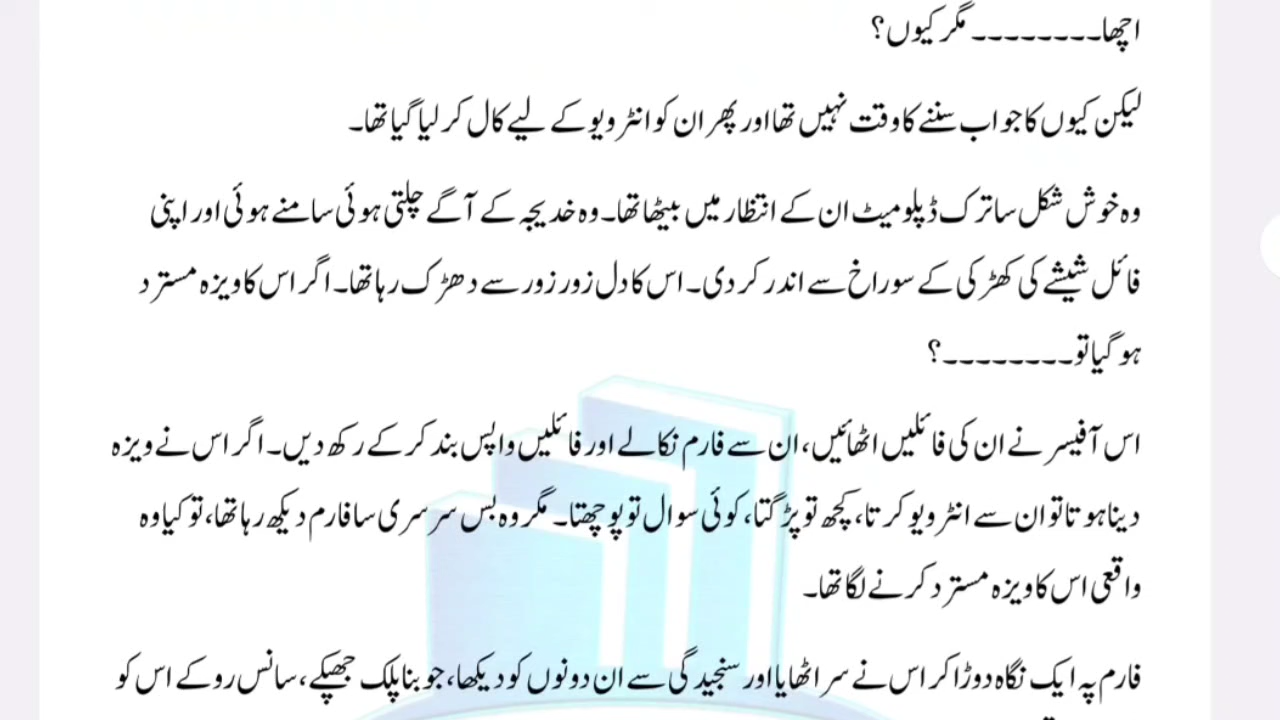 اچھا۔۔۔۔۔۔۔۔ مگر کیوں؟
لیکن کیوں کا جواب سننے کا وقت نہیں تھا اور پھر ان کو انٹرویو کے لیے کال کر لیا گیا تھا۔
وہ خوش شکل سا ترک ڈپلومیٹ ان کے انتظار میں بیٹھا تھا۔ وہ خدیجہ کے آگے چلتی ہوئی سامنے ہوئی اور اپنی
فائل شیشے کی کھڑکی کے سوراخ سے اندر کر دی۔ اس کا دل زور زور سے دھڑک رہا تھا۔ اگر اس کا ویزہ مسترد
ہو گیا تو۔۔۔۔۔۔۔۔؟
اس آفیسر نے ان کی فائلیں اٹھائیں، ان سے فارم نکالے اور فائلیں واپس بند کر کے رکھ دیں۔ اگر اس نے ویزہ
دینا ہوتا تو ان سے انٹرویو کرتا، کچھ تو پڑگتا، کوئی سوال تو پوچھتا۔ مگر وہ بس سرسری سا فارم دیکھ رہا تھا، تو کیا وہ
واقعی اس کا ویزہ مسترد کرنے لگا تھا۔
فارم پہ ایک نگاہ دوڑا کر اس نے سر اٹھایا اور سنجیدگی سے ان دونوں کو دیکھا، جو بنا پلک جھپکے، سانس روکے اس کو